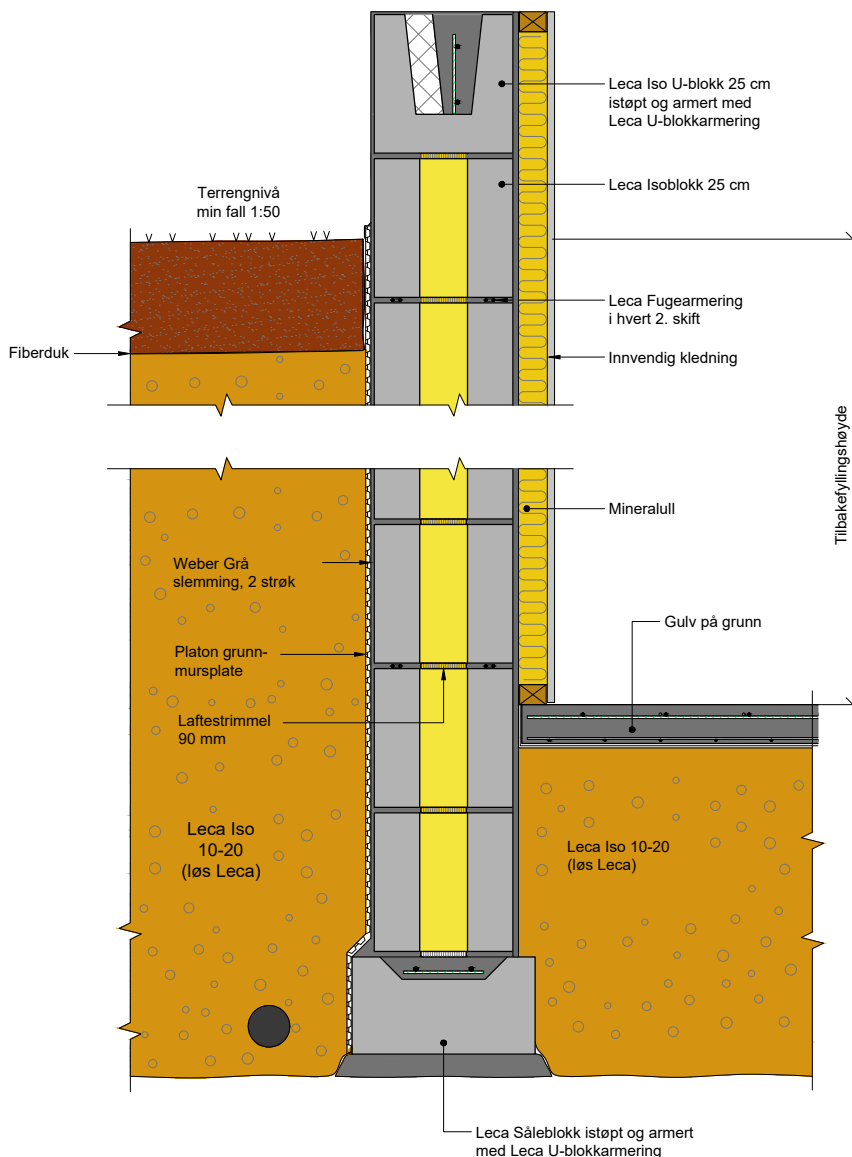 Leca Iso U-blokk 25 cm
istøpt og armert med
Leca U-blokkarmering
Leca Isoblokk 25 cm
Terrengnivå
min fall 1:50
Leca Fugearmering
i hvert 2. skift
Fiberduk
Innvendig kledning
Tilbakefyllingshøyde
Mineralull
Weber Grå
slemming, 2 strøk
Gulv på grunn
Platon grunn-
mursplate
Laftestrimmel
90 mm
Leca Iso
10-20
(løs Leca)
Leca Iso 10-20
(løs Leca)
Leca Såleblokk istøpt og armert
med Leca U-blokkarmering